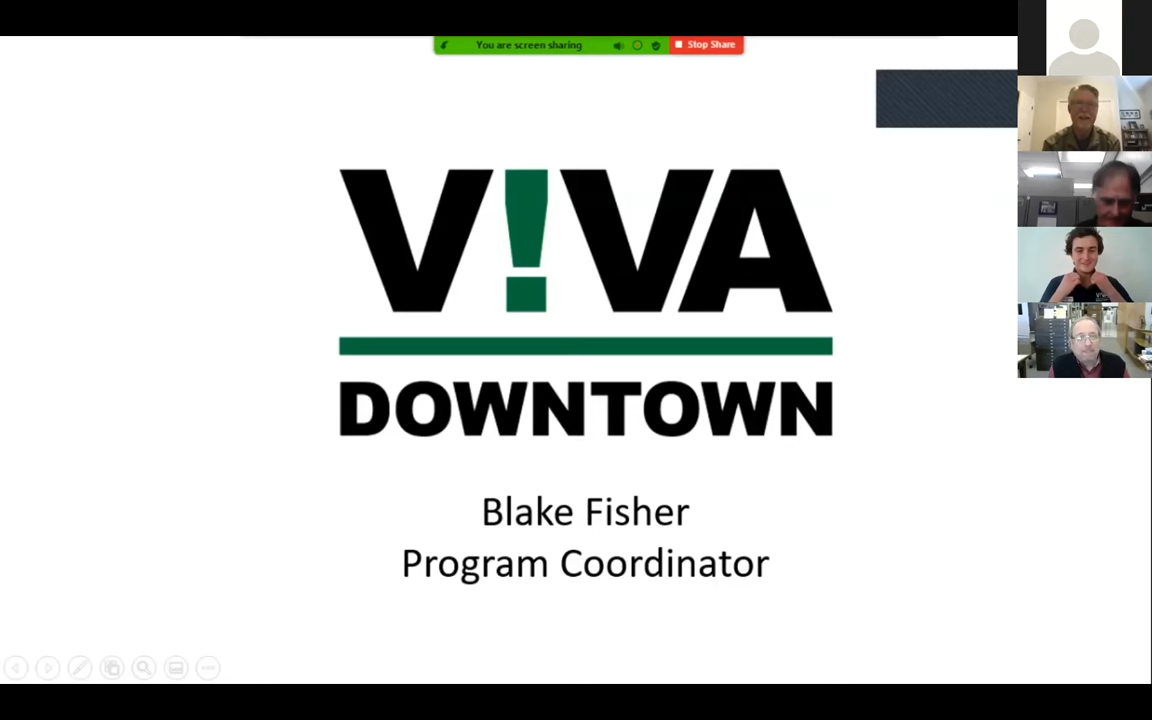 You are screen sharing
Stop Share
V!VA
DOWNTOWN
Blake Fisher
Program Coordinator